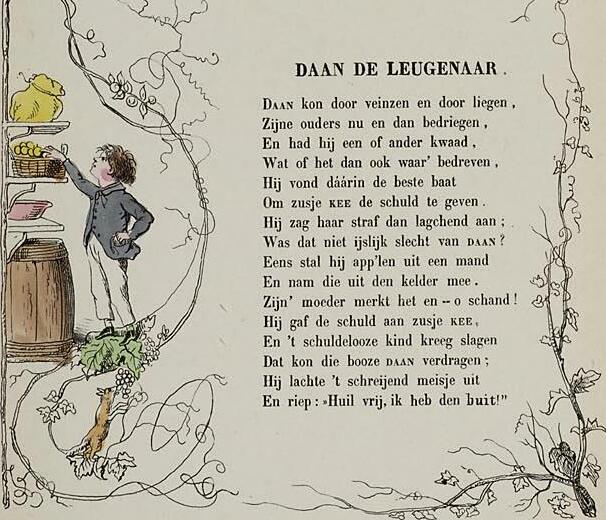 DAAN DE LEUGENAAR.
DAAN kon door veinzen en door liegen,
Zijne ouders nu en dan bedriegen,
En had hij een of ander kwaad,
Wat of het dan ook waar' bedreven,
Hij vond dáárin de beste baat
Om zusje KEE de schuld te geven.
Hij zag haar straf dan lagchend aan;
Was dat niet ijslijk slecht van DAAN?
Eens stal hij app'len uit een mand
En nam die uit den kelder mee.
Zijn' moeder merkt het en -- o schand!
Hij gaf de schuld aan zusje KEE,
En 't schuldelooze kind kreeg slagen
Dat kon die booze DAAN verdragen;
Hij lachte 't schreijend meisje uit
En riep: »Huil vrij, ik heb den buit!"